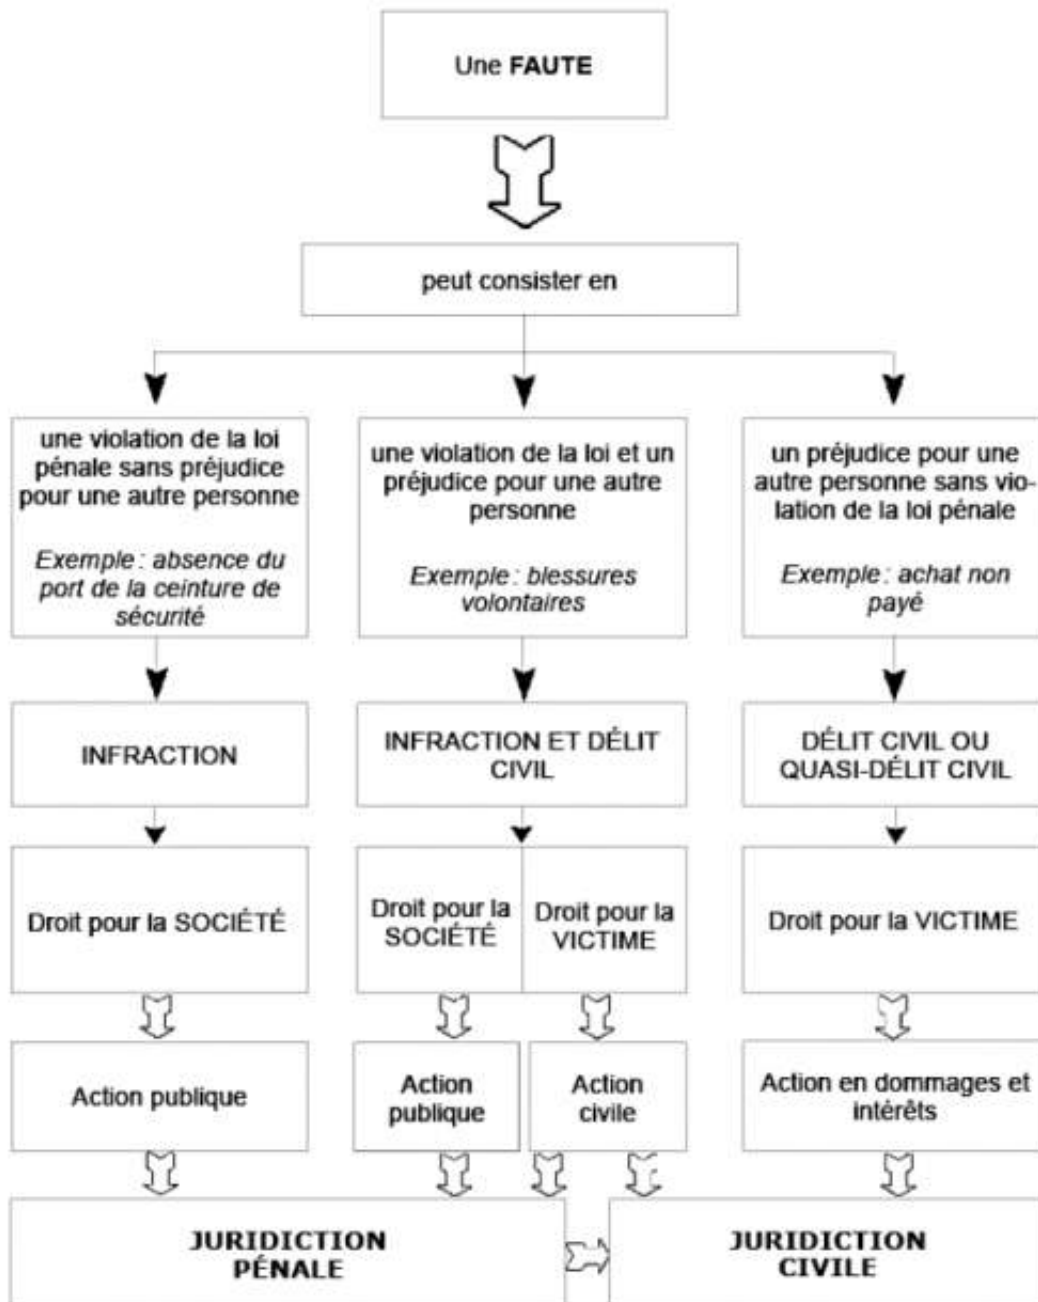 Une FAUTE
peut consister en
une violation de la loi
pénale sans préjudice
pour une autre personne
Exemple : absence du
port de la ceinture de
sécurité
une violation de la loi et un
préjudice pour une autre
personne
Exemple : blessures
volontaires
un préjudice pour une
autre personne sans vio-
lation de la loi pénale
Exemple : achat non
payé
INFRACTION
INFRACTION ET DÉLIT
CIVIL
DÉLIT CIVIL OU
QUASI-DÉLIT CIVIL
Droit pour la SOCIÉTÉ
Droit pour la
SOCIÉTÉ
Droit pour la
VICTIME
Droit pour la VICTIME
Action publique
Action
publique
Action
civile
Action en dommages et
intérêts
JURIDICTION
PÉNALE
JURIDICTION
CIVILE